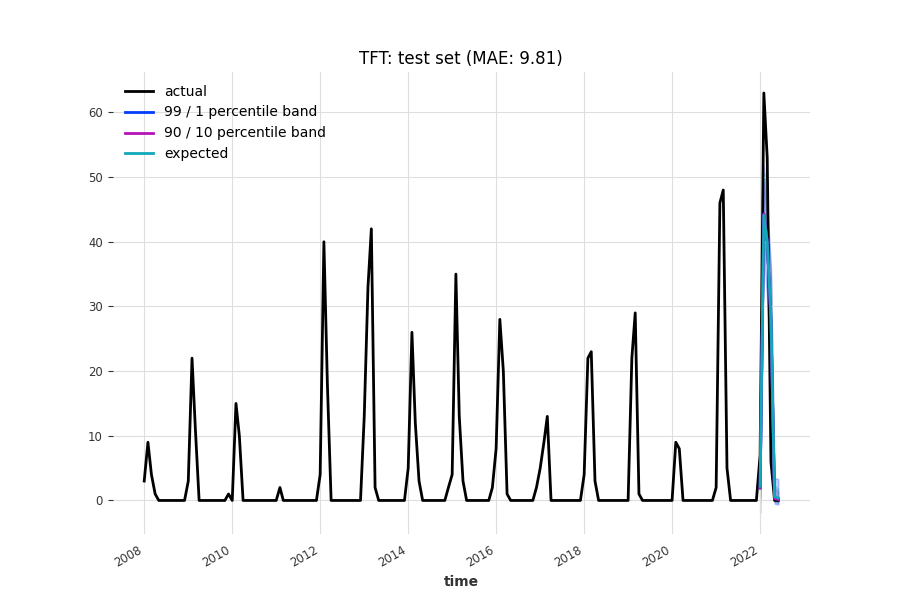 TFT: test set (MAE: 9.81)
actual
99 / 1 percentile band
90 / 10 percentile band
expected
60
50
40
30
20
10
0
2008
2010
2012
2014
2016
2018
2020
2022
time